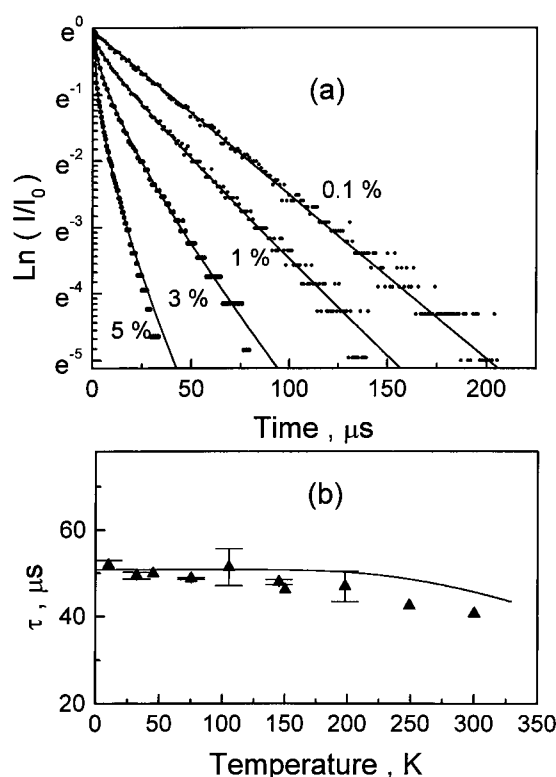 (a)
Ln ( I/I₀ )
e⁰
e⁻¹
e⁻²
e⁻³
e⁻⁴
e⁻⁵
0.1 %
1 %
3 %
5 %
0 50 100 150 200
Time , μs
(b)
τ , μs
60
40
20
0 50 100 150 200 250 300 350
Temperature , K